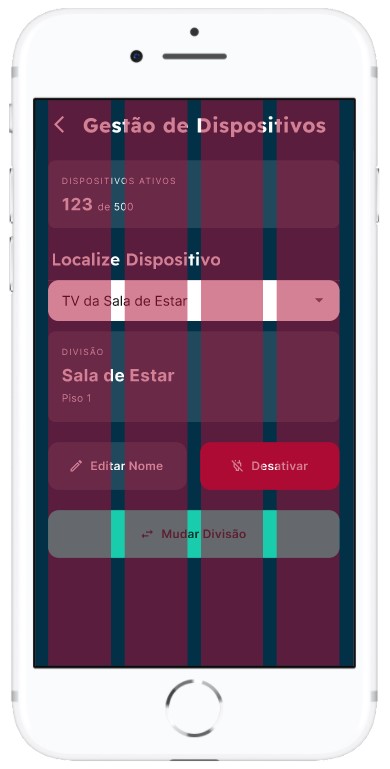 Gestão de Dispositivos
DISPOSITIVOS ATIVOS
123 de 500
Localize Dispositivo
TV da Sala de Estar
DIVISÃO
Sala de Estar
Piso 1
Editar Nome
Desativar
Mudar Divisão